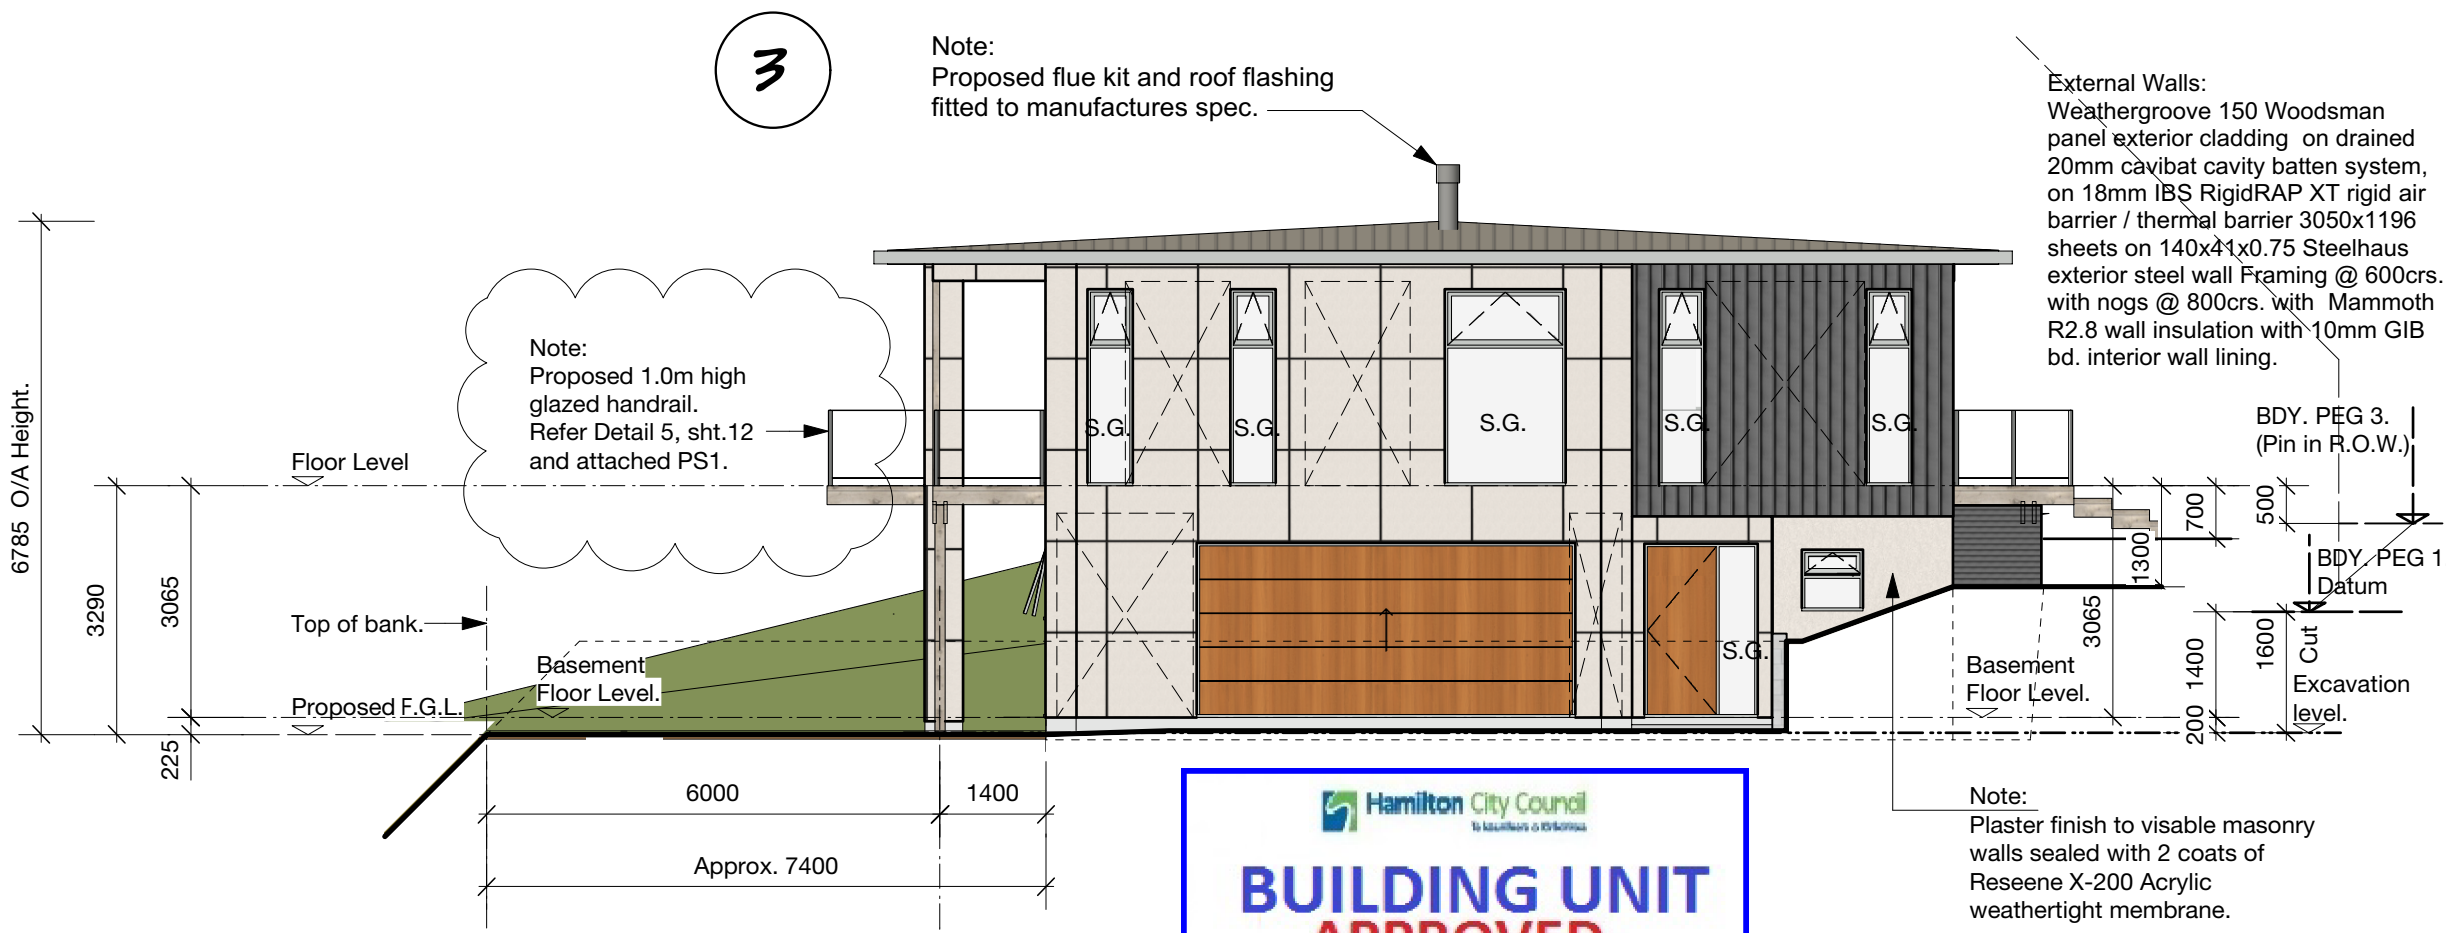 3
Note:
Proposed flue kit and roof flashing
fitted to manufactures spec.
External Walls:
Weathergroove 150 Woodsman
panel exterior cladding on drained
20mm cavibat cavity batten system,
on 18mm IBS RigidRAP XT rigid air
barrier / thermal barrier 3050x1196
sheets on 140x41x0.75 Steelhaus
exterior steel wall Framing @ 600crs.
with nogs @ 800crs. with Mammoth
R2.8 wall insulation with 10mm GIB
bd. interior wall lining.
6785 O/A Height.
Note:
Proposed 1.0m high
glazed handrail.
Refer Detail 5, sht.12
and attached PS1.
Floor Level
S.G.
S.G.
S.G.
S.G.
S.G.
BDY. PEG 3.
(Pin in R.O.W.)
700
500
1300
BDY. PEG 1
Datum
3290
3065
Top of bank.
Basement
Floor Level.
Proposed F.G.L.
225
S.G.
3065
Basement
Floor Level.
1400
200
1600
Cut
Excavation
level.
6000
1400
Approx. 7400
Hamilton City Council
BUILDING UNIT
APPROVED
Note:
Plaster finish to visable masonry
walls sealed with 2 coats of
Reseene X-200 Acrylic
weathertight membrane.